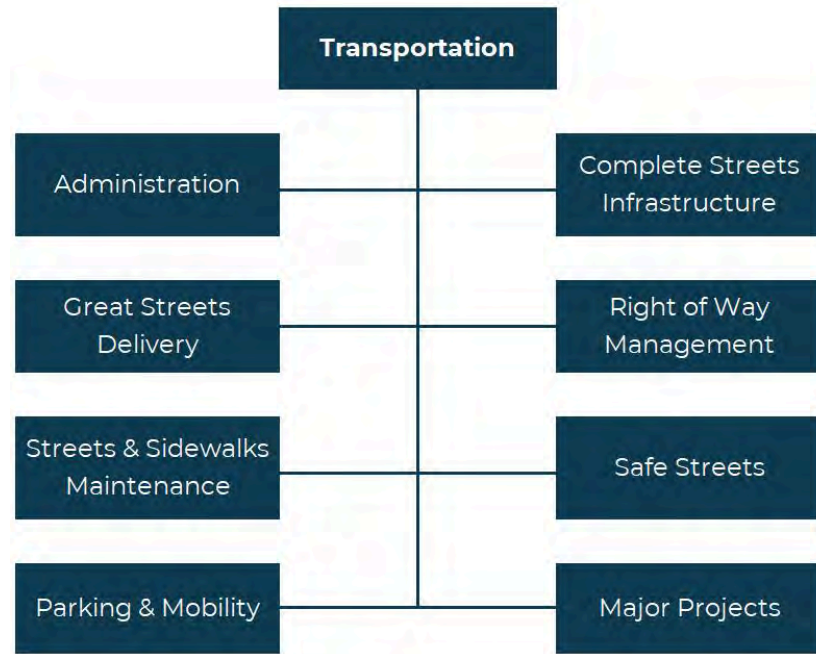 Transportation
Administration
Complete Streets
Infrastructure
Great Streets
Delivery
Right of Way
Management
Streets & Sidewalks
Maintenance
Safe Streets
Parking & Mobility
Major Projects